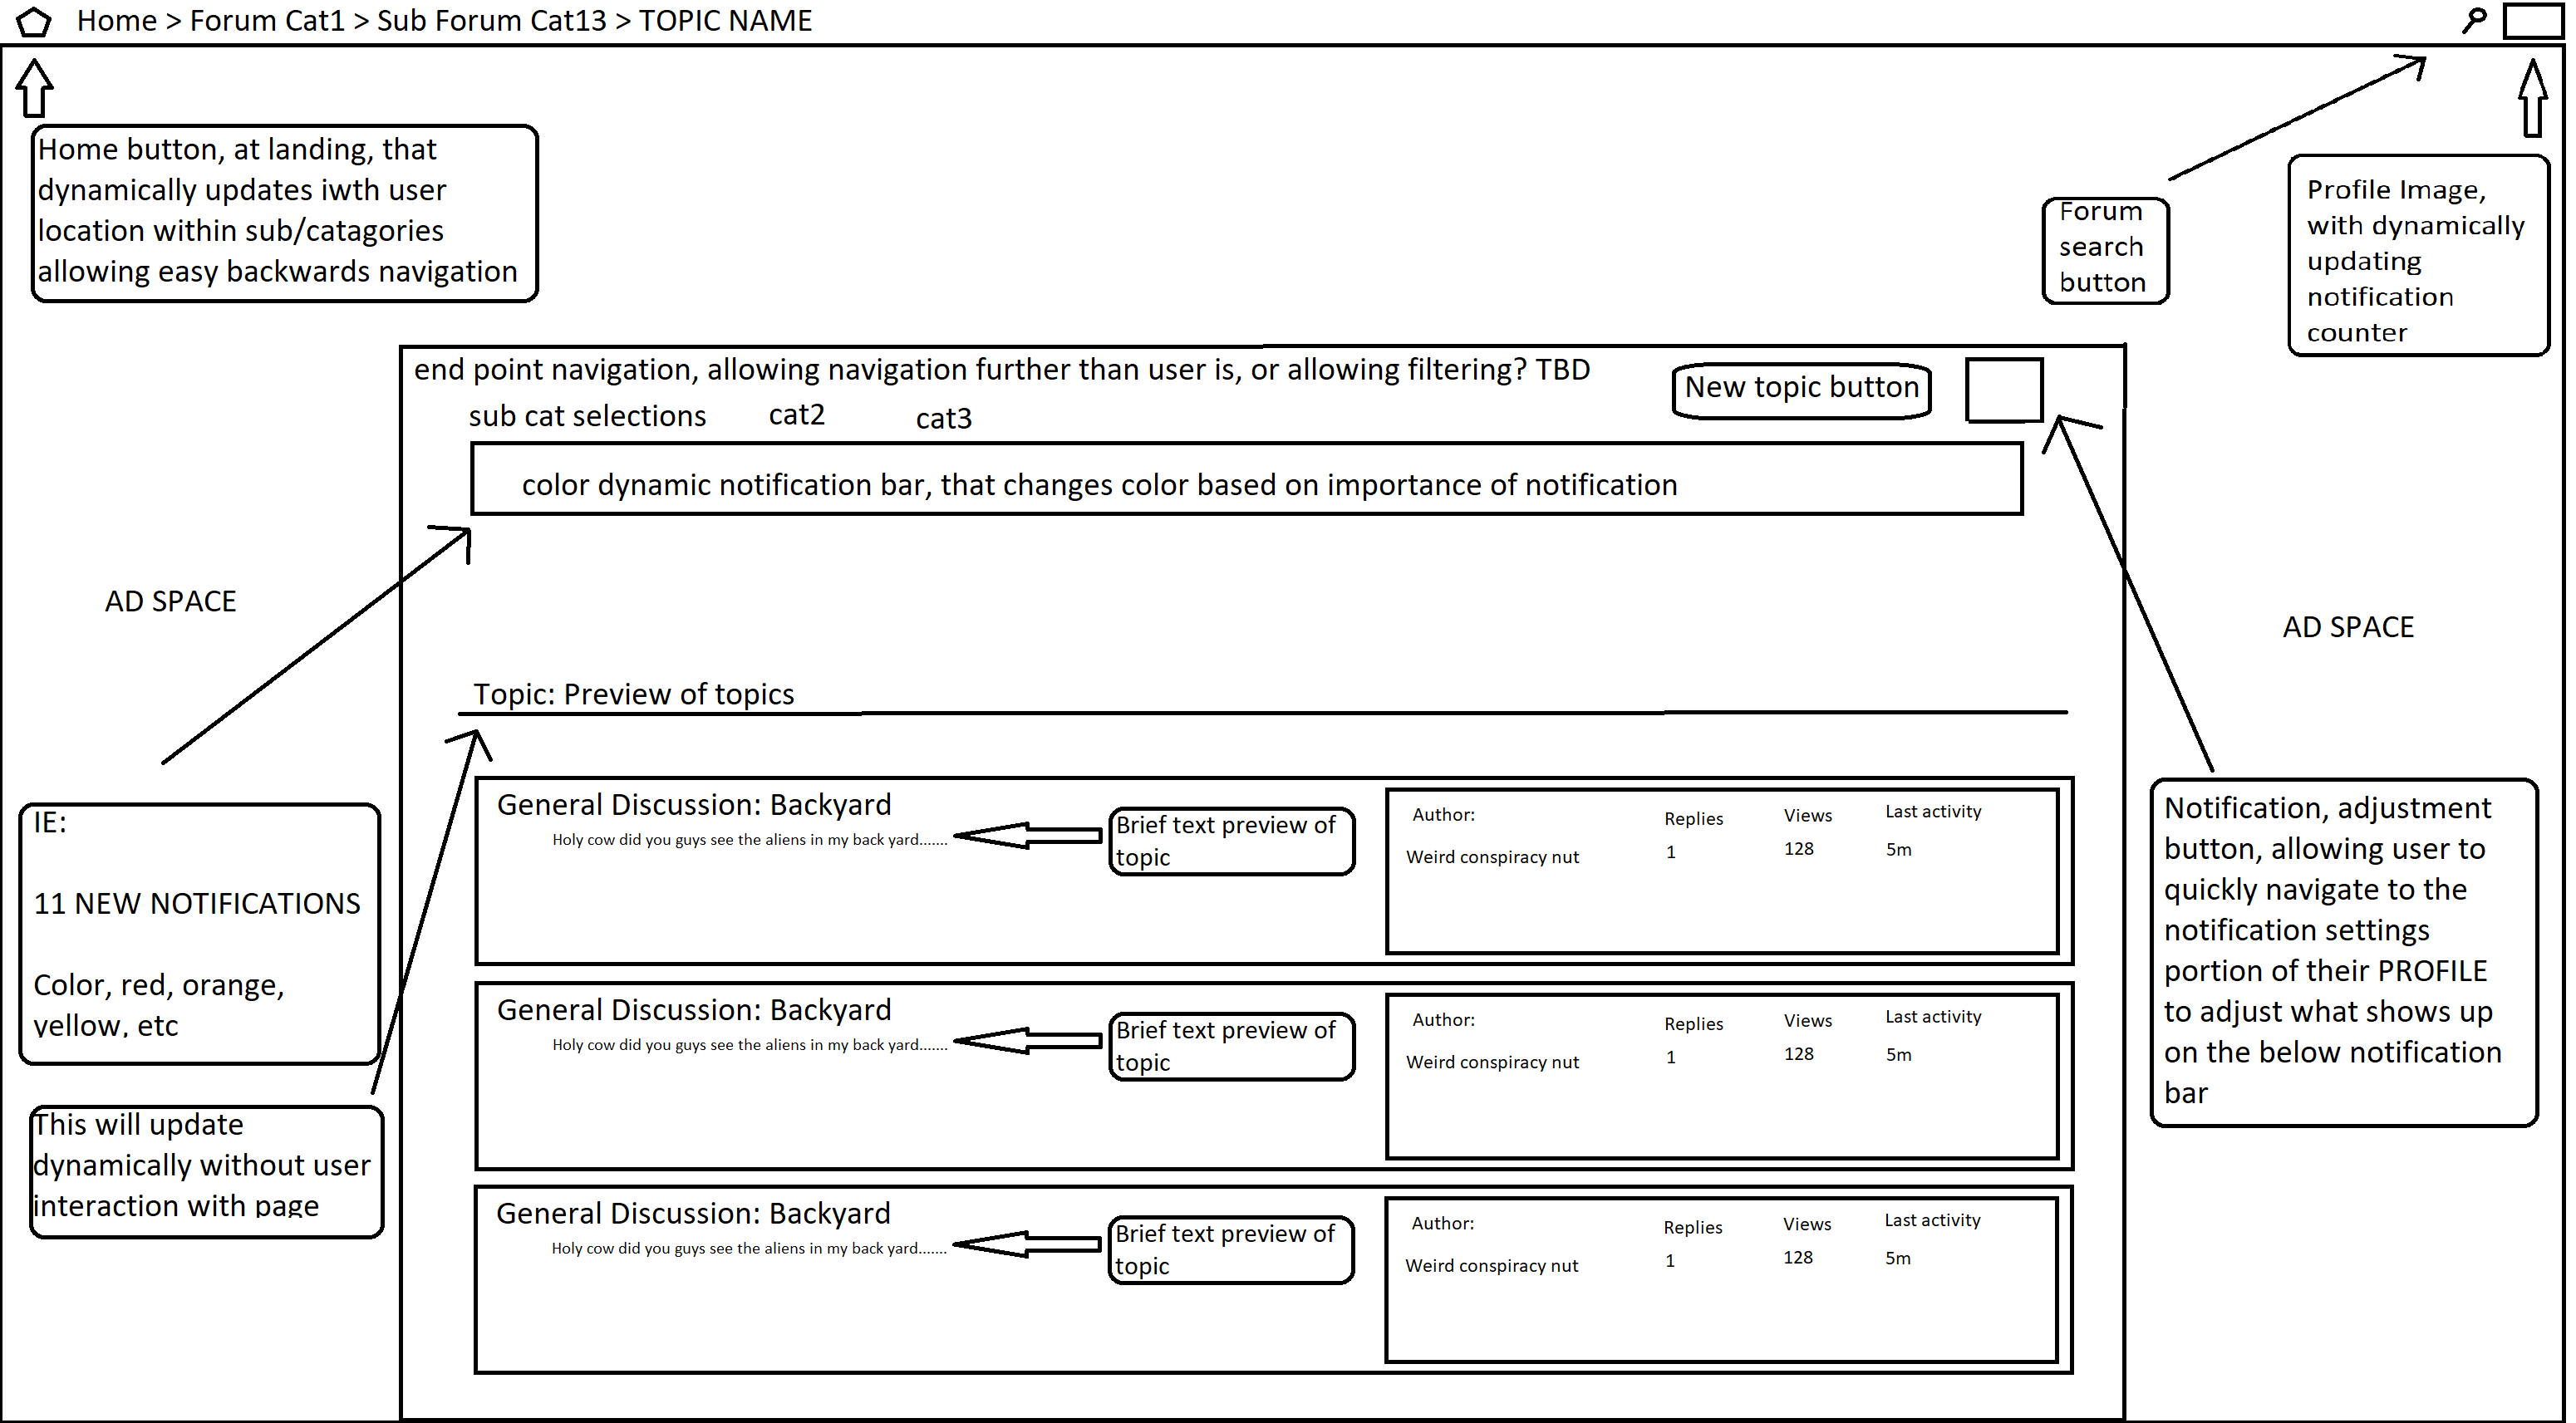 Home > Forum Cat1 > Sub Forum Cat13 > TOPIC NAME
Home button, at landing, that
dynamically updates iwth user
location within sub/catagories
allowing easy backwards navigation
Forum
search
button
Profile Image,
with dynamically
updating
notification
counter
end point navigation, allowing navigation further than user is, or allowing filtering? TBD
New topic button
sub cat selections cat2 cat3
color dynamic notification bar, that changes color based on importance of notification
AD SPACE
AD SPACE
Topic: Preview of topics
IE:
11 NEW NOTIFICATIONS
Color, red, orange,
yellow, etc
This will update
dynamically without user
interaction with page
General Discussion: Backyard
Holy cow did you guys see the aliens in my back yard.......
Brief text preview of
topic
Author: Replies Views Last activity
Weird conspiracy nut 1 128 5m
General Discussion: Backyard
Holy cow did you guys see the aliens in my back yard.......
Brief text preview of
topic
Author: Replies Views Last activity
Weird conspiracy nut 1 128 5m
General Discussion: Backyard
Holy cow did you guys see the aliens in my back yard.......
Brief text preview of
topic
Author: Replies Views Last activity
Weird conspiracy nut 1 128 5m
Notification, adjustment
button, allowing user to
quickly navigate to the
notification settings
portion of their PROFILE
to adjust what shows up
on the below notification
bar